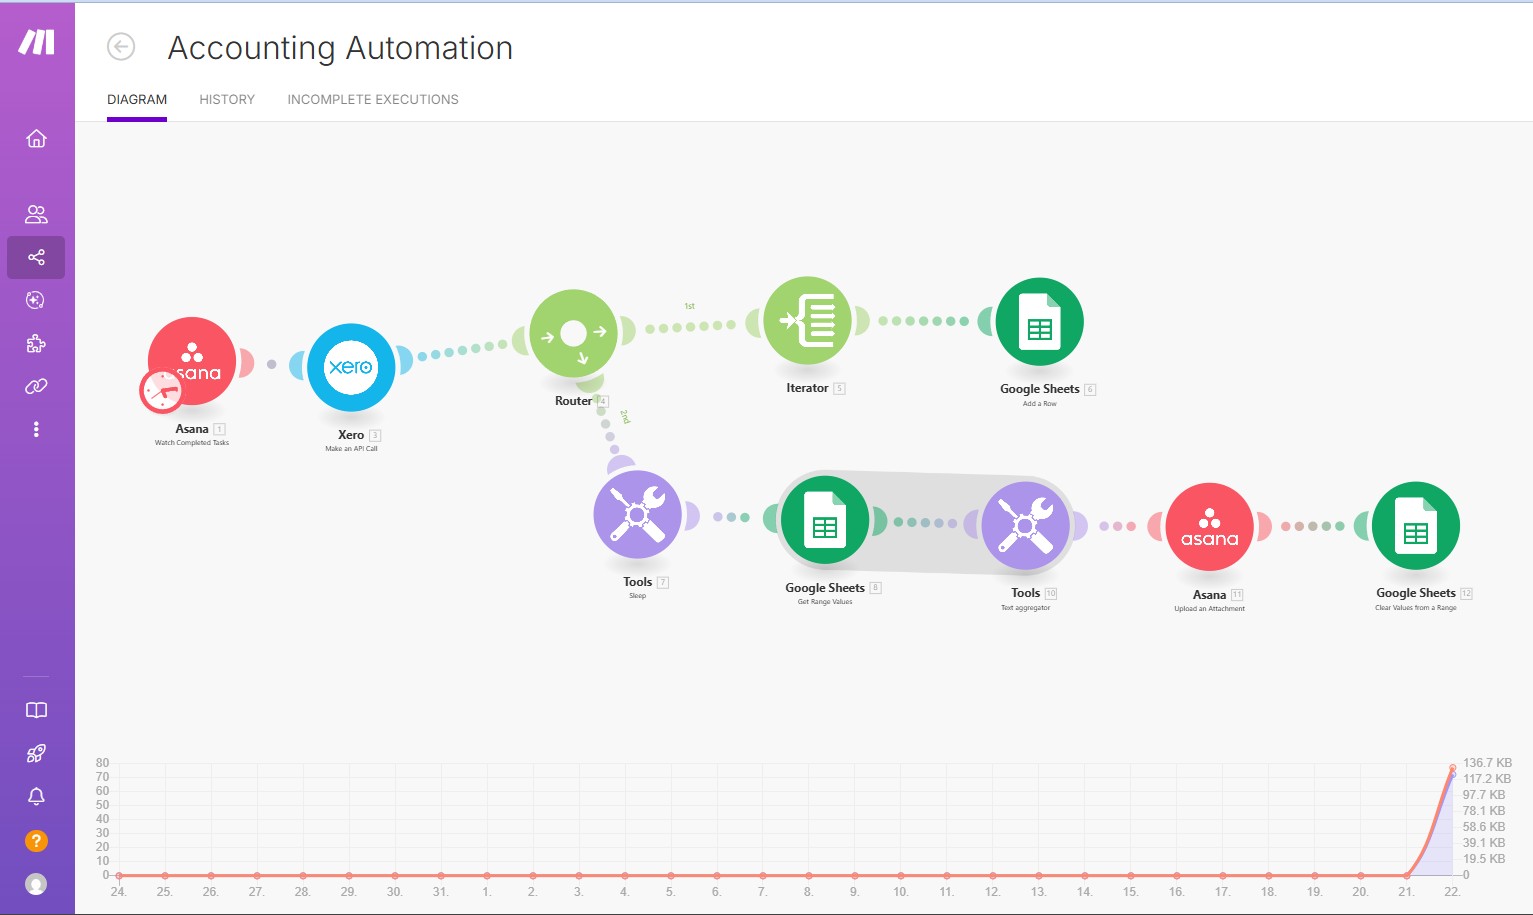 Accounting Automation
DIAGRAM HISTORY INCOMPLETE EXECUTIONS
1st
asana
xero
Router 4
2nd
Iterator 5
Google Sheets 6
Add a Row
Asana 1
Watch Completed Tasks
Xero 3
Make an API Call
asana
Tools 7
Sleep
Google Sheets 8
Get Range Values
Tools 10
Text aggregator
Asana 11
Upload an Attachment
Google Sheets 12
Clear Values from a Range
80
70
60
50
40
30
20
10
0
136.7 KB
117.2 KB
97.7 KB
78.1 KB
58.6 KB
39.1 KB
19.5 KB
0
24. 25. 26. 27. 28. 29. 30. 31. 1. 2. 3. 4. 5. 6. 7. 8. 9. 10. 11. 12. 13. 14. 15. 16. 17. 18. 19. 20. 21. 22.
?